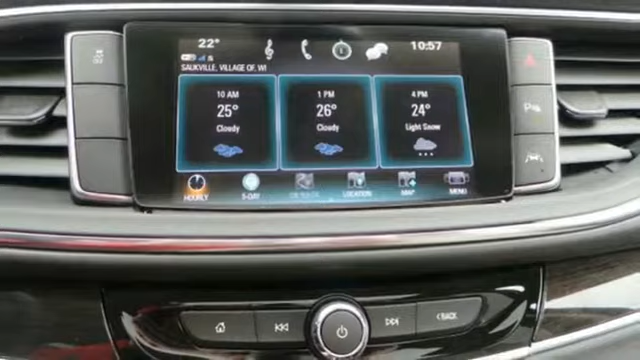 22° 10:57
SAUKVILLE, VILLAGE OF, WI
10 AM 1 PM 4 PM
25° 26° 24°
Cloudy Cloudy Light Snow
HOURLY 5-DAY LOCATION MAP MENU
BACK